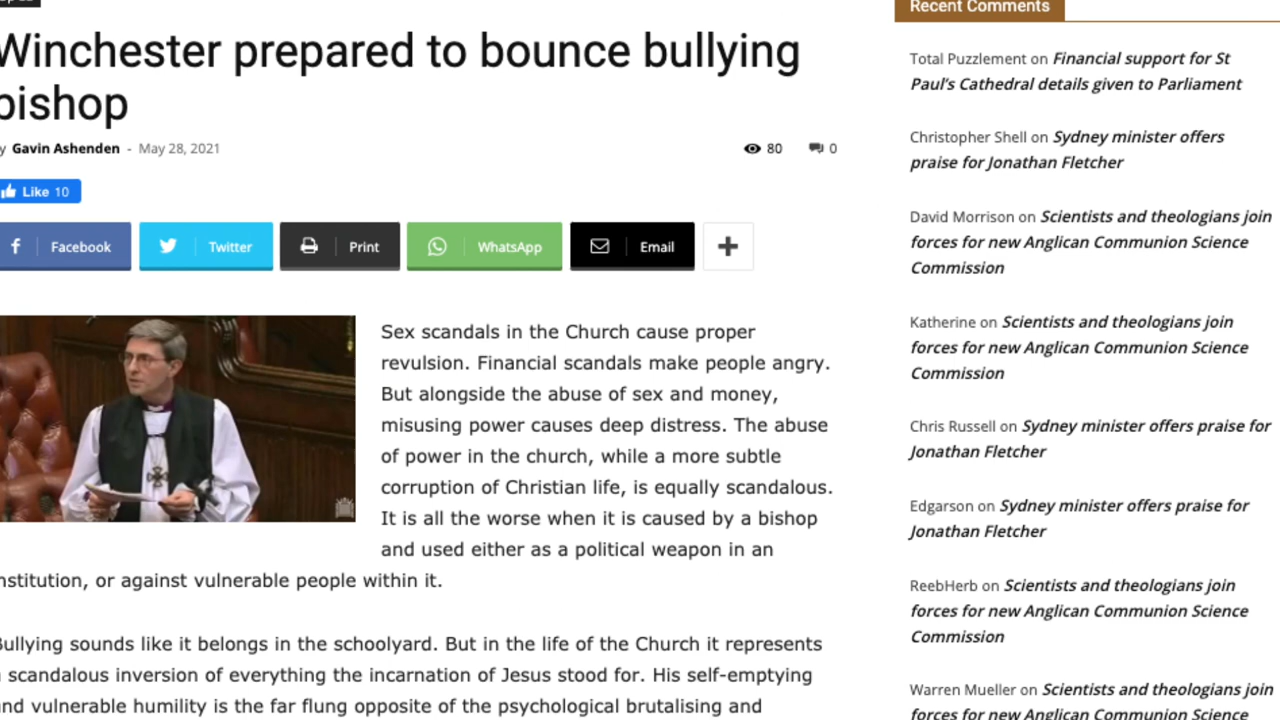 Winchester prepared to bounce bullying
bishop
by Gavin Ashenden - May 28, 2021
80
0
Like 10
Facebook
Twitter
Print
WhatsApp
Email
Sex scandals in the Church cause proper
revulsion. Financial scandals make people angry.
But alongside the abuse of sex and money,
misusing power causes deep distress. The abuse
of power in the church, while a more subtle
corruption of Christian life, is equally scandalous.
It is all the worse when it is caused by a bishop
and used either as a political weapon in an
institution, or against vulnerable people within it.
Bullying sounds like it belongs in the schoolyard. But in the life of the Church it represents
a scandalous inversion of everything the incarnation of Jesus stood for. His self-emptying
and vulnerable humility is the far flung opposite of the psychological brutalising and
Recent Comments
Total Puzzlement on Financial support for St
Paul's Cathedral details given to Parliament
Christopher Shell on Sydney minister offers
praise for Jonathan Fletcher
David Morrison on Scientists and theologians join
forces for new Anglican Communion Science
Commission
Katherine on Scientists and theologians join
forces for new Anglican Communion Science
Commission
Chris Russell on Sydney minister offers praise for
Jonathan Fletcher
Edgarson on Sydney minister offers praise for
Jonathan Fletcher
ReebHerb on Scientists and theologians join
forces for new Anglican Communion Science
Commission
Warren Mueller on Scientists and theologians join
forces for new Anglican Communion Science